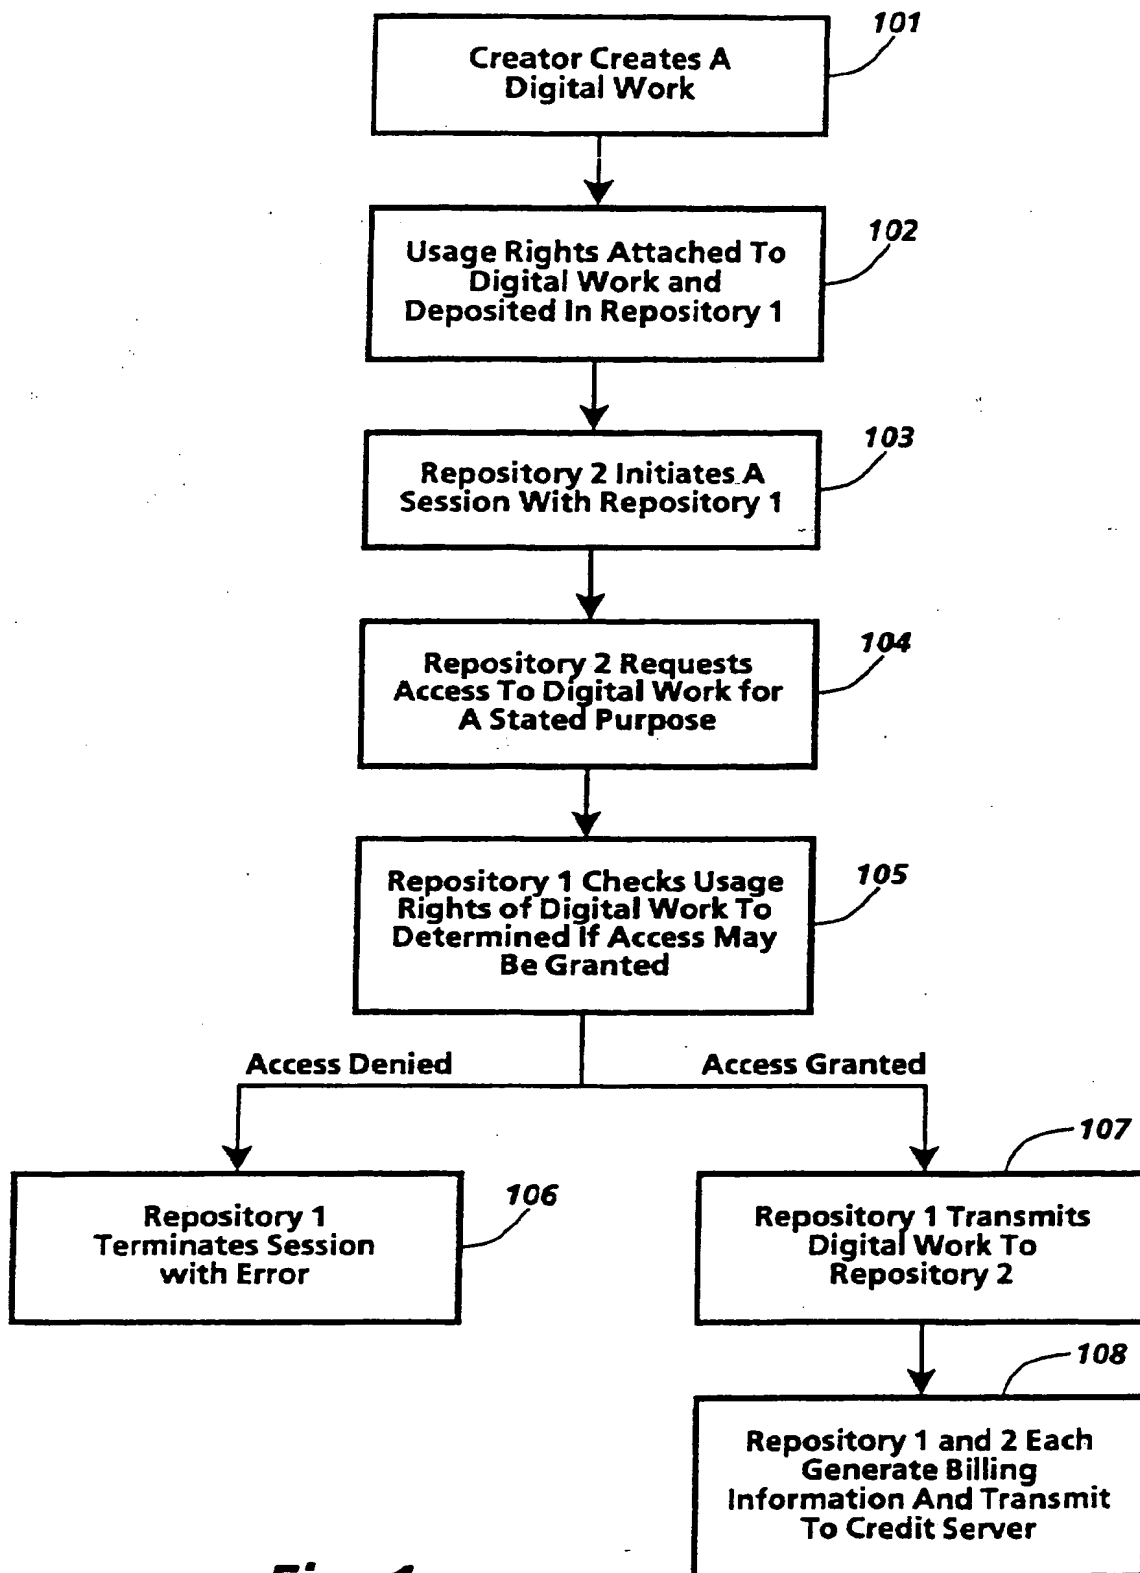 101
Creator Creates A
Digital Work
102
Usage Rights Attached To
Digital Work and
Deposited In Repository 1
103
Repository 2 Initiates A
Session With Repository 1
104
Repository 2 Requests
Access To Digital Work for
A Stated Purpose
105
Repository 1 Checks Usage
Rights of Digital Work To
Determined If Access May
Be Granted
Access Denied
Access Granted
106
Repository 1
Terminates Session
with Error
107
Repository 1 Transmits
Digital Work To
Repository 2
108
Repository 1 and 2 Each
Generate Billing
Information And Transmit
To Credit Server
Fig. 1